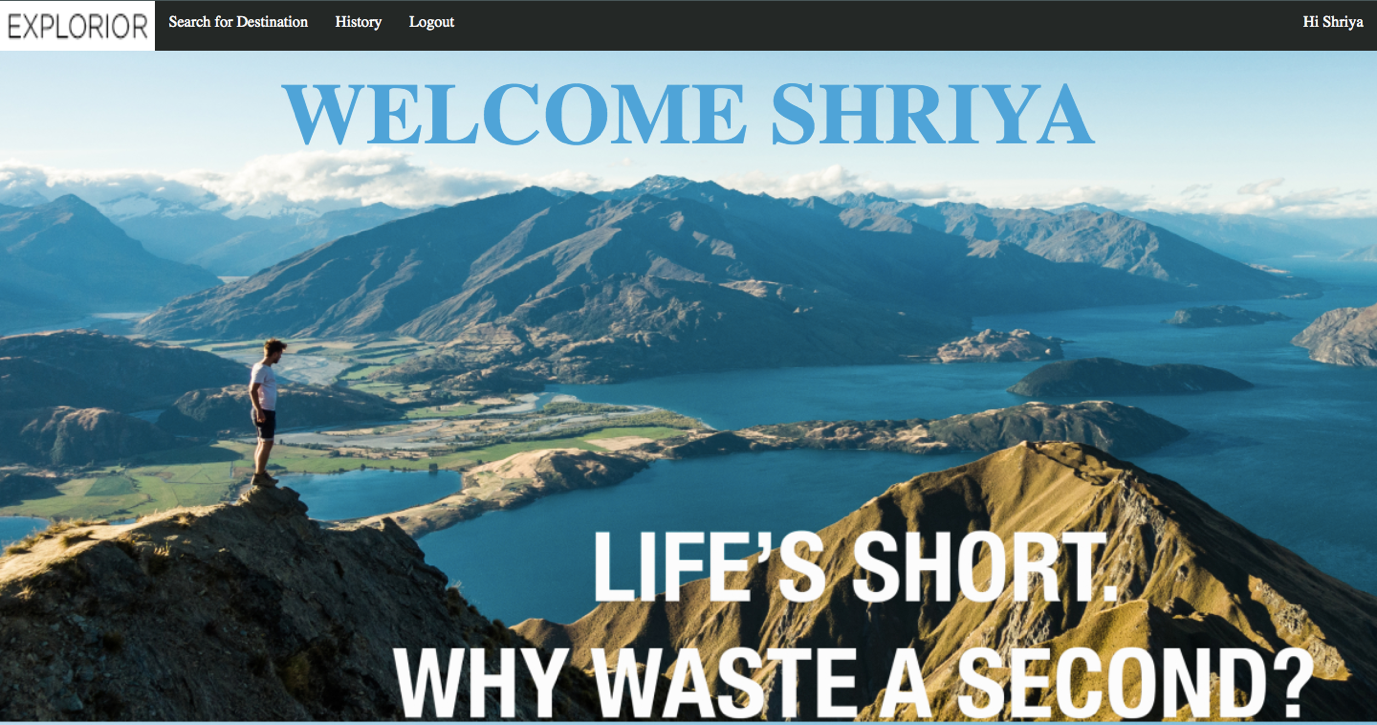 EXPLORIOR Search for Destination History Logout Hi Shriya
WELCOME SHRIYA
LIFE'S SHORT.
WHY WASTE A SECOND?